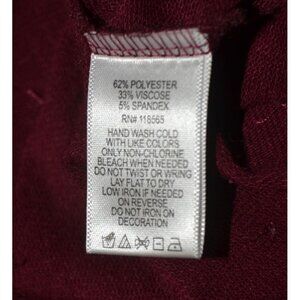 62% POLYESTER
33% VISCOSE
5% SPANDEX
RN# 118565
HAND WASH COLD
WITH LIKE COLORS
ONLY NON-CHLORINE
BLEACH WHEN NEEDED
DO NOT TWIST OR WRING
LAY FLAT TO DRY
LOW IRON IF NEEDED
ON REVERSE
DO NOT IRON ON
DECORATION